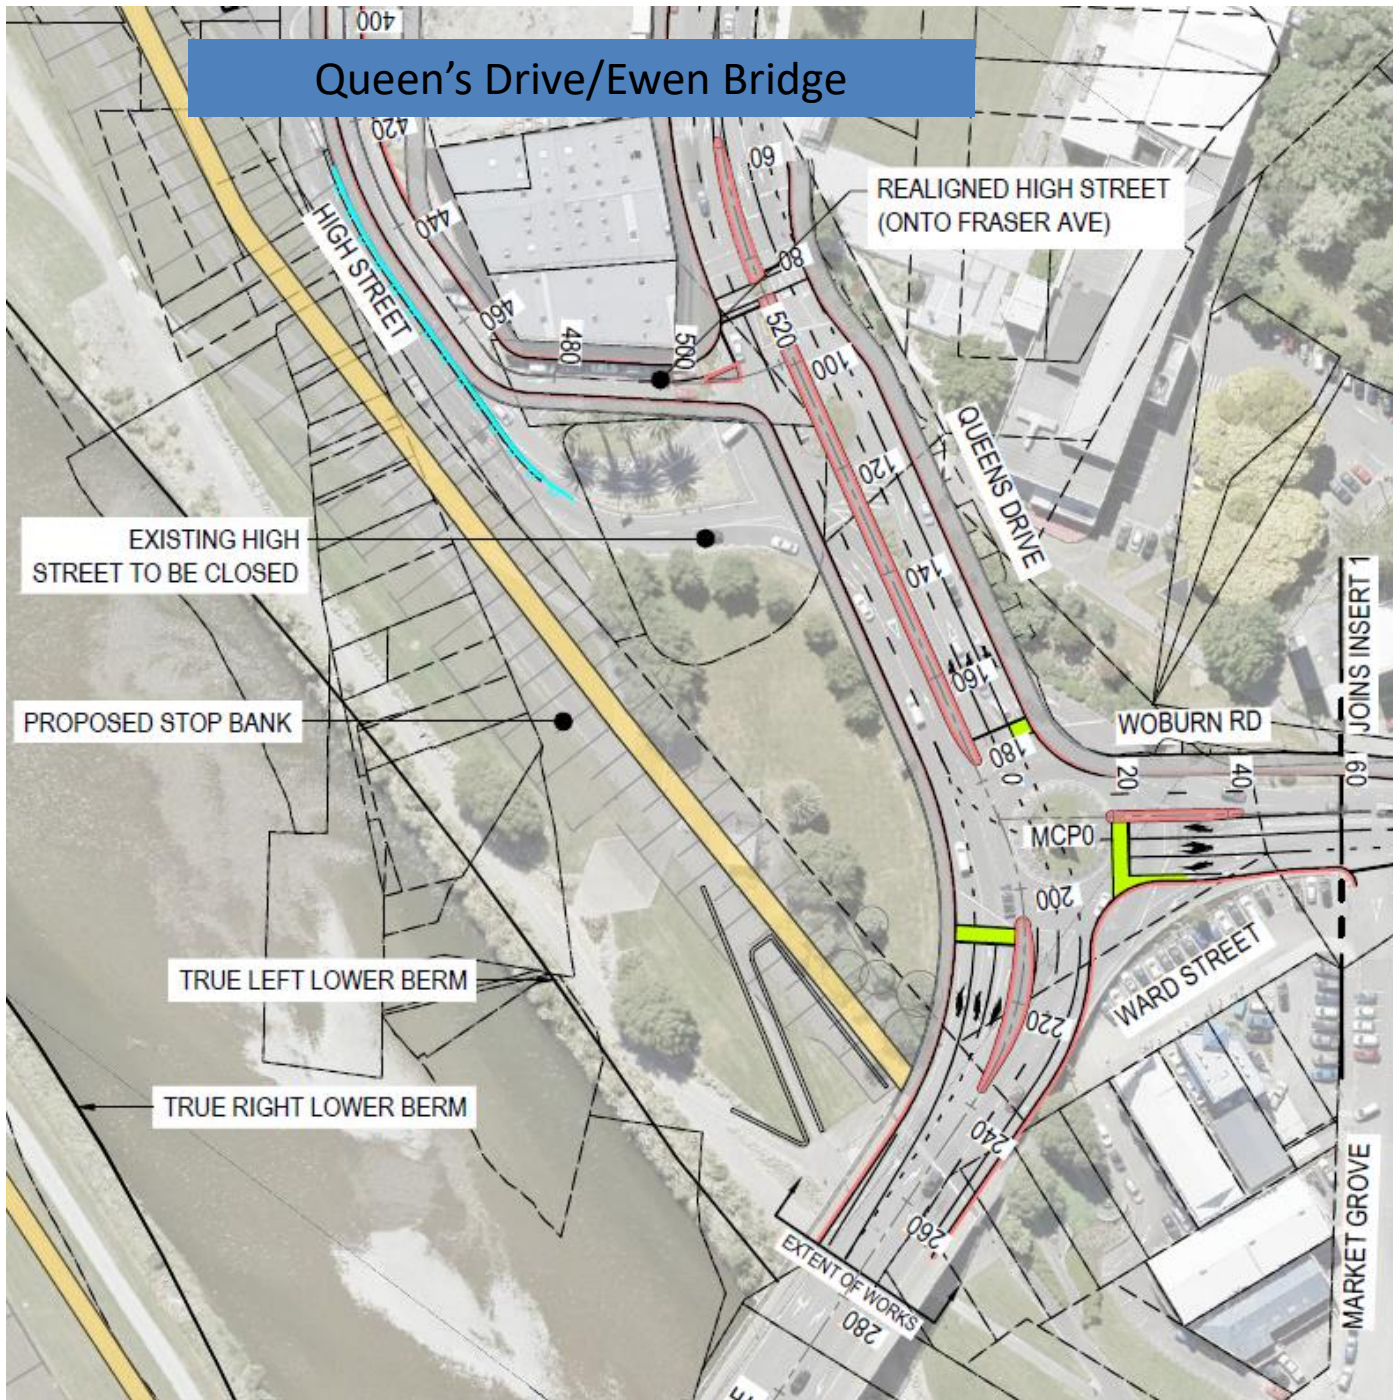 400
Queen's Drive/Ewen Bridge
420
60
REALIGNED HIGH STREET
(ONTO FRASER AVE)
HIGH STREET
440
80
460
480
500
520
100
QUEENS DRIVE
120
EXISTING HIGH
STREET TO BE CLOSED
140
JOINS INSERT 1
160
PROPOSED STOP BANK
WOBURN RD
180
0
20
40
60
MCP0
200
WARD STREET
TRUE LEFT LOWER BERM
220
TRUE RIGHT LOWER BERM
240
260
EXTENT OF WORKS
280
MARKET GROVE